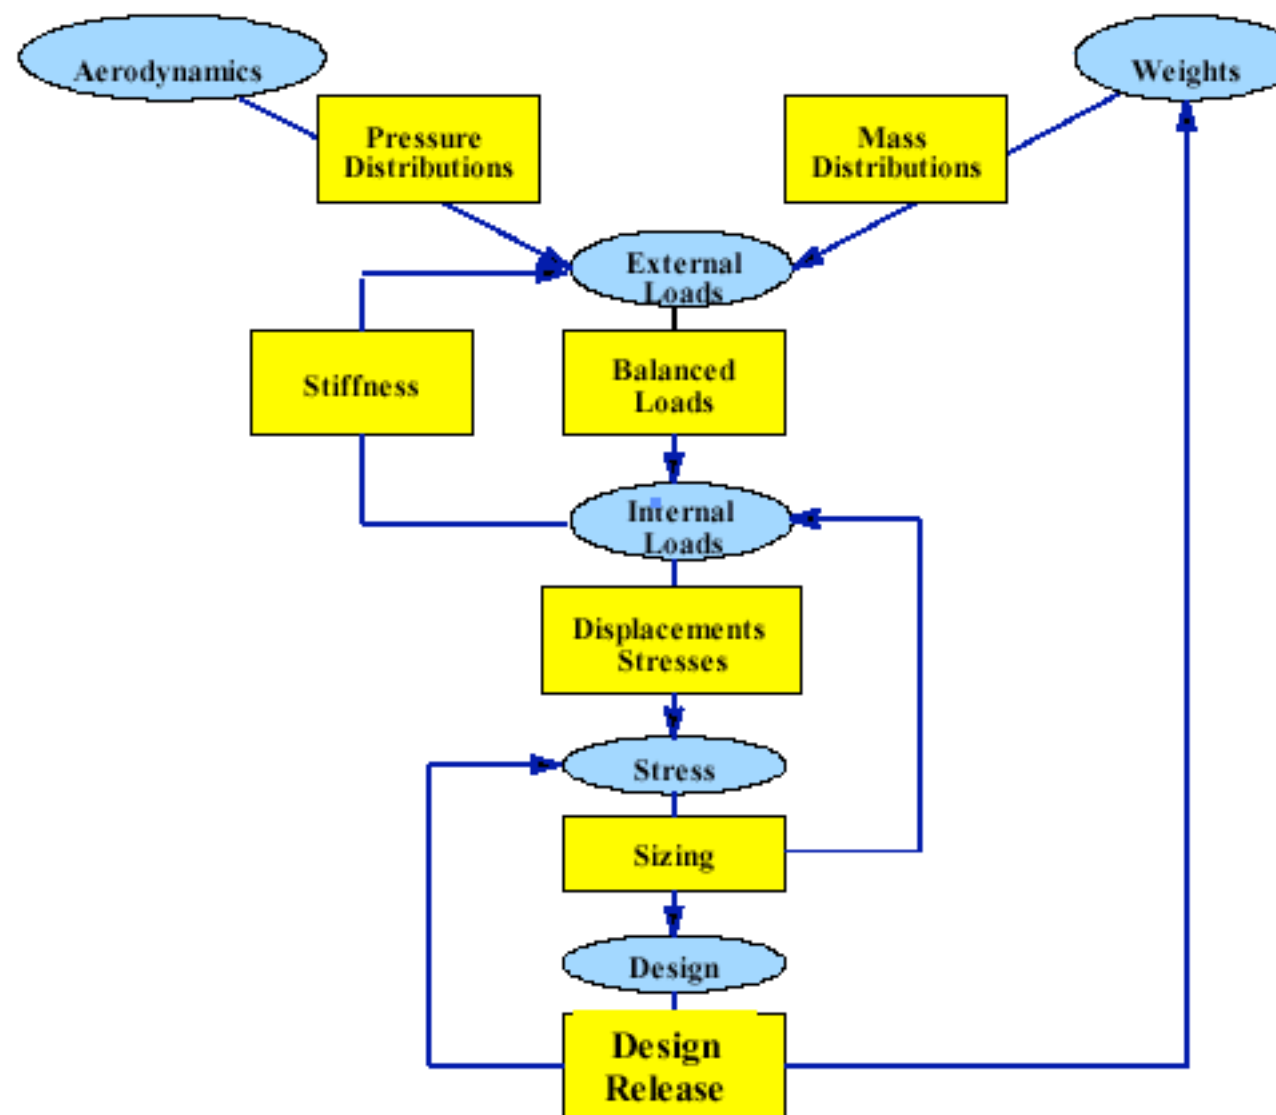 Aerodynamics
Weights
Pressure
Distributions
Mass
Distributions
External
Loads
Stiffness
Balanced
Loads
Internal
Loads
Displacements
Stresses
Stress
Sizing
Design
Design
Release